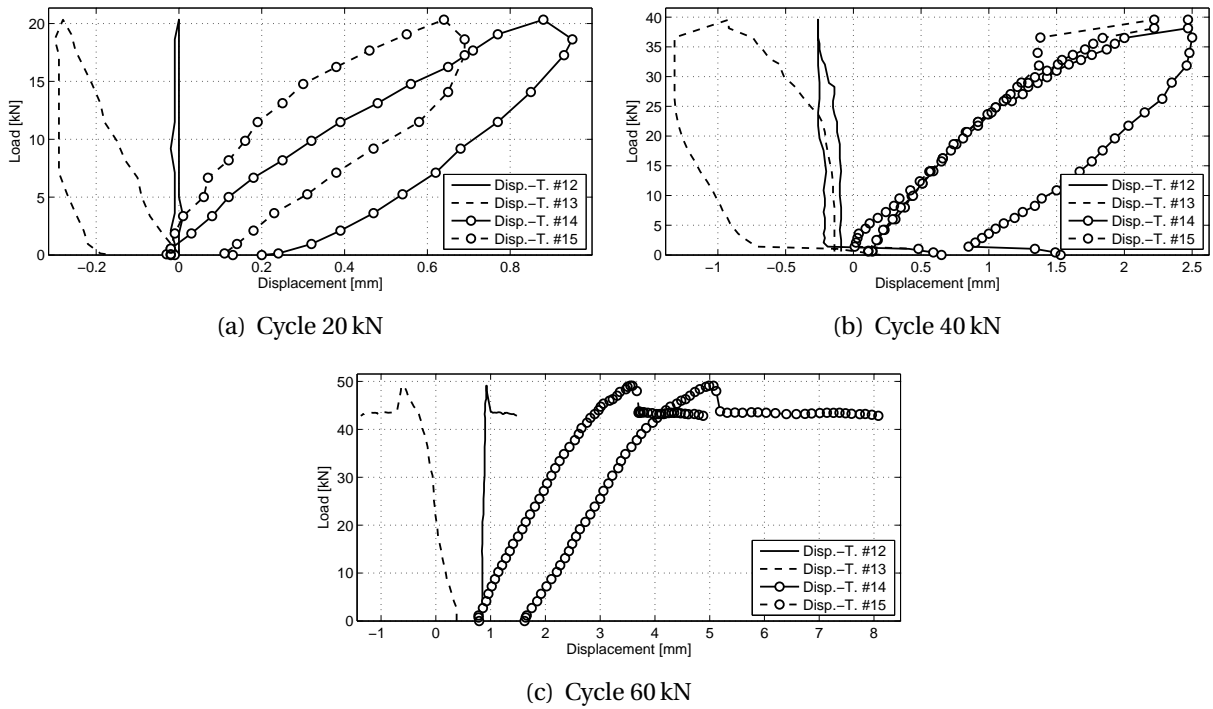 20
15
10
5
0
Load [kN]
−0.2 0 0.2 0.4 0.6 0.8
Displacement [mm]
Disp.−T. #12
Disp.−T. #13
Disp.−T. #14
Disp.−T. #15
(a) Cycle 20 kN
40
35
30
25
20
15
10
5
0
Load [kN]
−1 −0.5 0 0.5 1 1.5 2 2.5
Displacement [mm]
Disp.−T. #12
Disp.−T. #13
Disp.−T. #14
Disp.−T. #15
(b) Cycle 40 kN
50
40
30
20
10
0
Load [kN]
−1 0 1 2 3 4 5 6 7 8
Displacement [mm]
Disp.−T. #12
Disp.−T. #13
Disp.−T. #14
Disp.−T. #15
(c) Cycle 60 kN